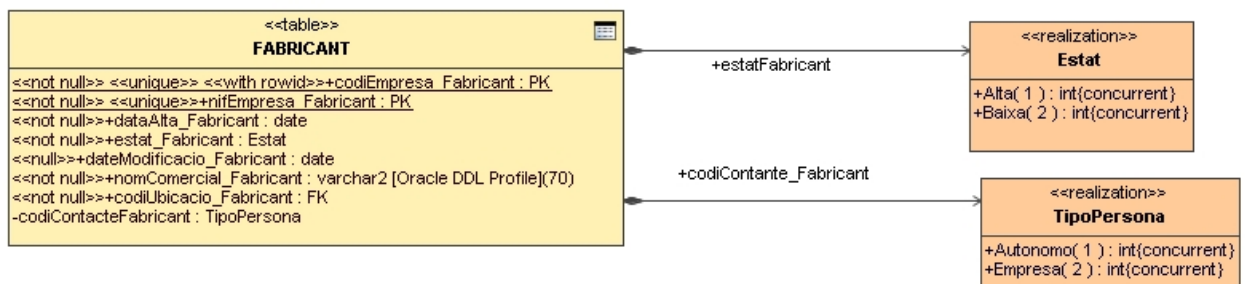 <<table>>
FABRICANT
<<not null>> <<unique>> <<with rowid>>+codiEmpresa_Fabricant : PK
<<not null>> <<unique>>+nifEmpresa_Fabricant : PK
<<not null>>+dataAlta_Fabricant : date
<<not null>>+estat_Fabricant : Estat
<<null>>+dateModificacio_Fabricant : date
<<not null>>+nomComercial_Fabricant : varchar2 [Oracle DDL Profile](70)
<<not null>>+codiUbicacio_Fabricant : FK
-codiContacteFabricant : TipoPersona
+estatFabricant
<<realization>>
Estat
+Alta( 1 ) : int{concurrent}
+Baixa( 2 ) : int{concurrent}
+codiContante_Fabricant
<<realization>>
TipoPersona
+Autonomo( 1 ) : int{concurrent}
+Empresa( 2 ) : int{concurrent}